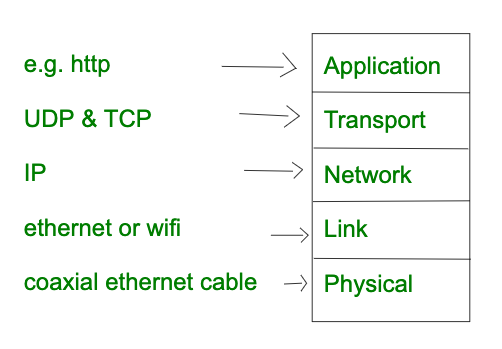 e.g. http Application
UDP & TCP Transport
IP Network
ethernet or wifi Link
coaxial ethernet cable Physical